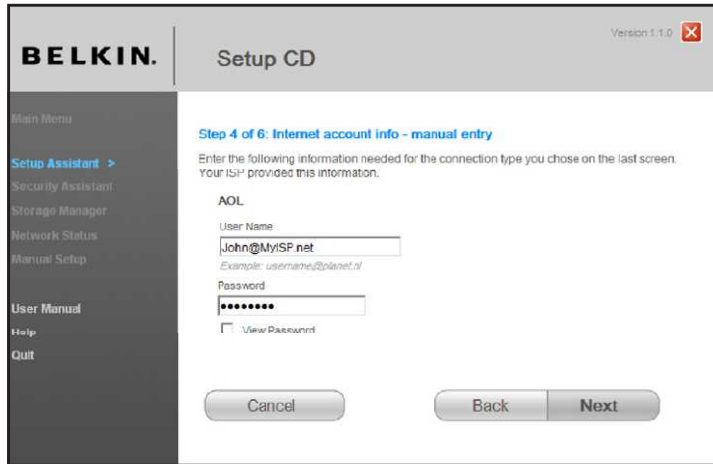 BELKIN.
Setup CD
Version 1.1.0
Main Menu
Setup Assistant >
Security Assistant
Storage Manager
Network Status
Manual Setup
User Manual
Help
Quit
Step 4 of 6: Internet account info - manual entry
Enter the following information needed for the connection type you chose on the last screen.
Your ISP provided this information.
AOL
User Name
John@MyISP.net
Example: username@planet.nl
Password
••••••••
View Password
Cancel
Back
Next